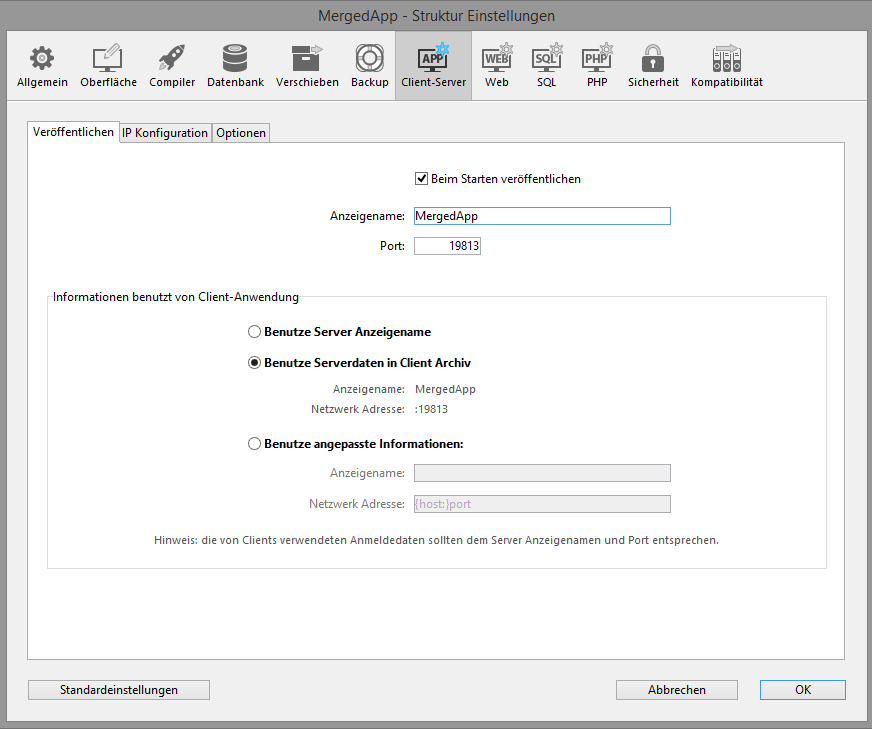 MergedApp - Struktur Einstellungen
Allgemein Oberfläche Compiler Datenbank Verschieben Backup APP Client-Server WEB Web SQL SQL PHP PHP Sicherheit Kompatibilität
Veröffentlichen IP Konfiguration Optionen
Beim Starten veröffentlichen
Anzeigename: MergedApp
Port: 19813
Informationen benutzt von Client-Anwendung
Benutze Server Anzeigename
Benutze Serverdaten in Client Archiv
Anzeigename: MergedApp
Netzwerk Adresse: :19813
Benutze angepasste Informationen:
Anzeigename:
Netzwerk Adresse: {host:}port
Hinweis: die von Clients verwendeten Anmeldedaten sollten dem Server Anzeigenamen und Port entsprechen.
Standardeinstellungen Abbrechen OK